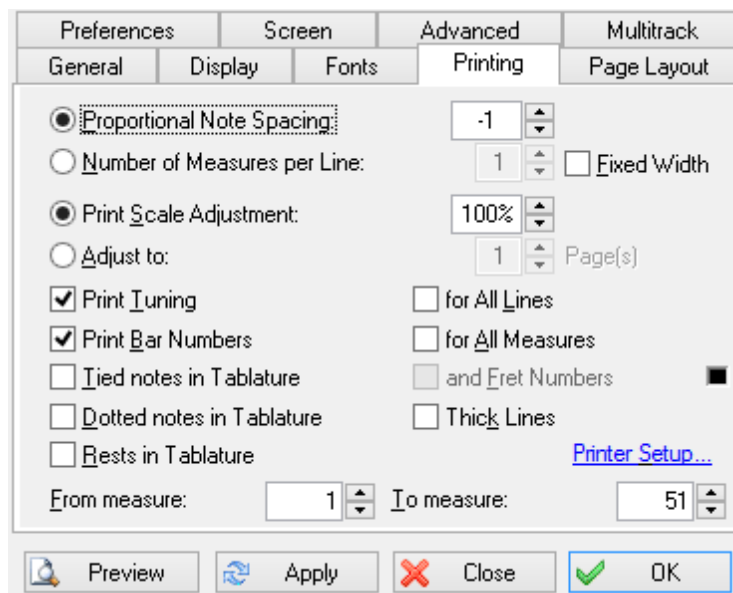 Preferences Screen Advanced Multitrack
General Display Fonts Printing Page Layout
Proportional Note Spacing: -1
Number of Measures per Line: 1 Fixed Width
Print Scale Adjustment: 100%
Adjust to: 1 Page(s)
Print Tuning for All Lines
Print Bar Numbers for All Measures
Tied notes in Tablature and Fret Numbers
Dotted notes in Tablature Thick Lines
Rests in Tablature Printer Setup...
From measure: 1 To measure: 51
Preview Apply Close OK